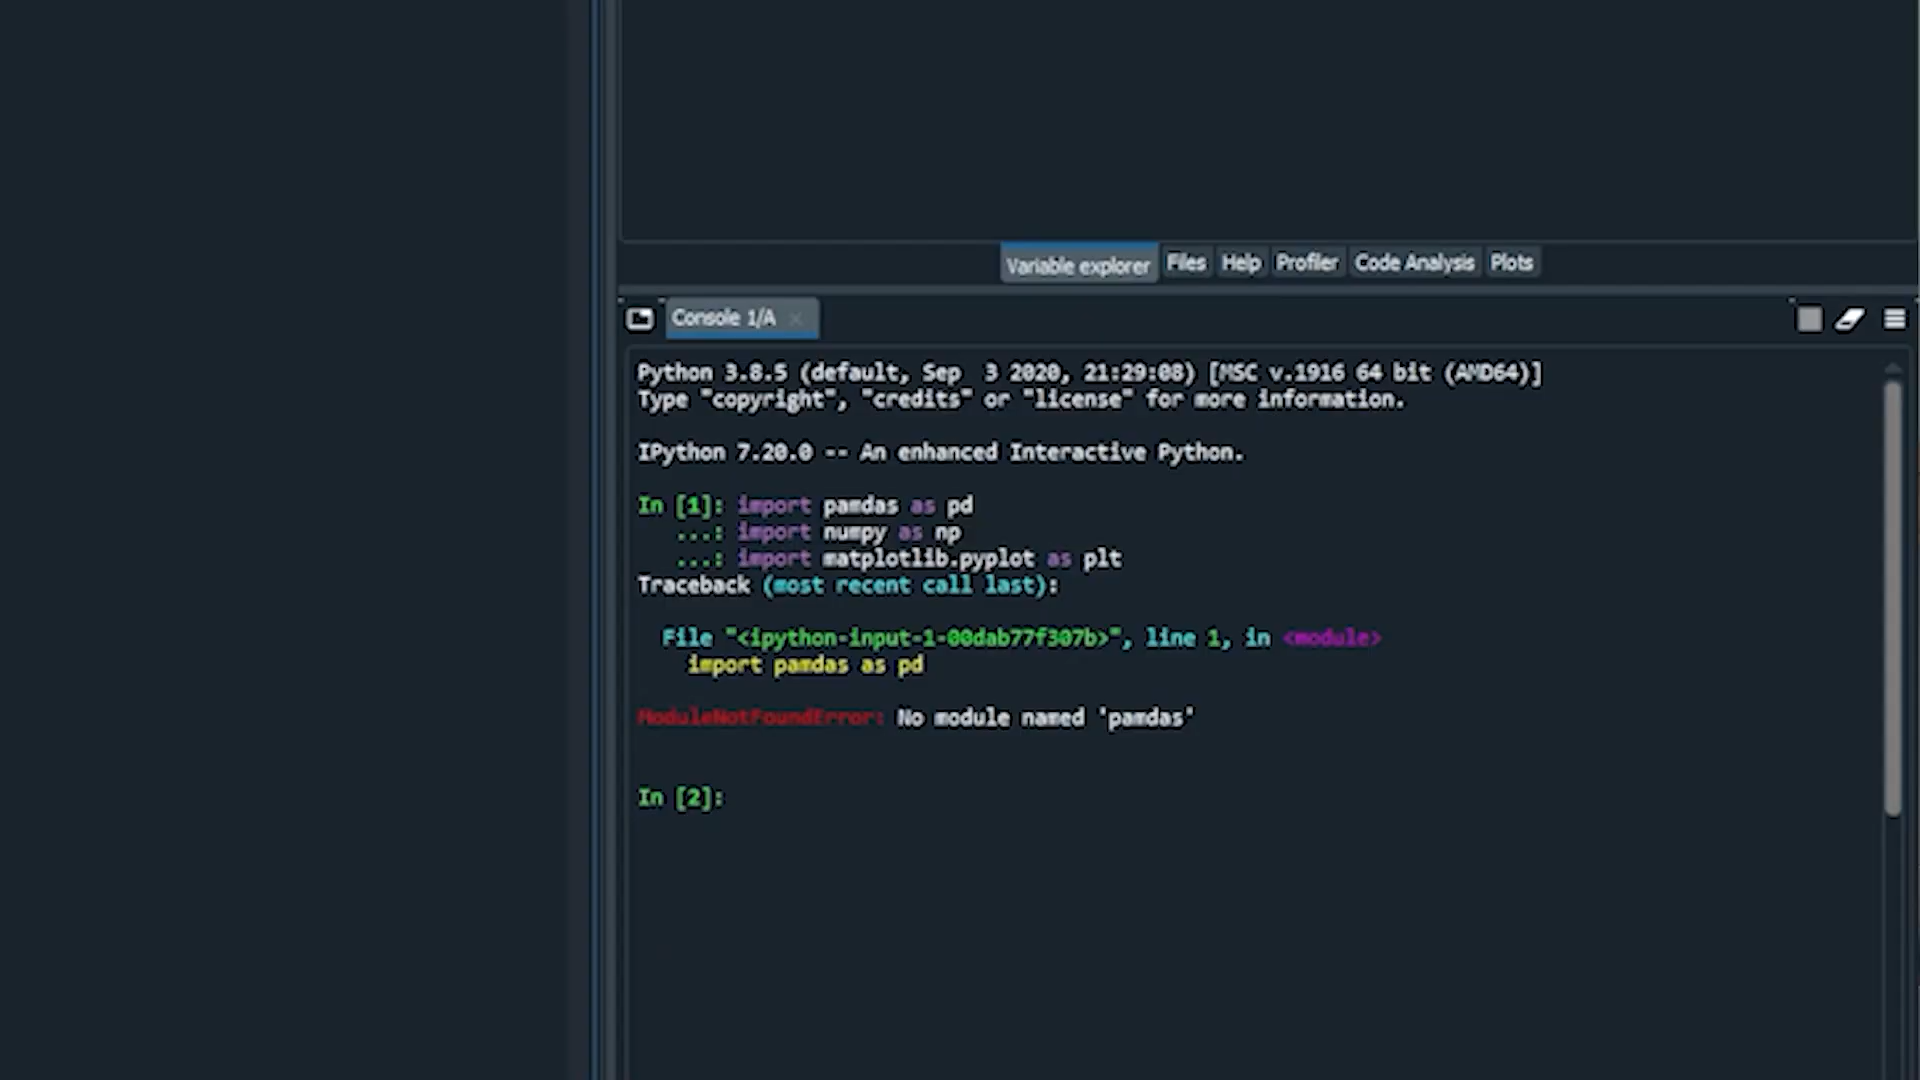 Variable explorer Files Help Profiler Code Analysis Plots
Console 1/A
Python 3.8.5 (default, Sep  3 2020, 21:29:08) [MSC v.1916 64 bit (AMD64)]
Type "copyright", "credits" or "license" for more information.
IPython 7.20.0 -- An enhanced Interactive Python.
In [1]: import pamdas as pd
...: import numpy as np
...: import matplotlib.pyplot as plt
Traceback (most recent call last):
File "<ipython-input-1-00dab77f307b>", line 1, in <module>
import pamdas as pd
ModuleNotFoundError: No module named 'pamdas'
In [2]: